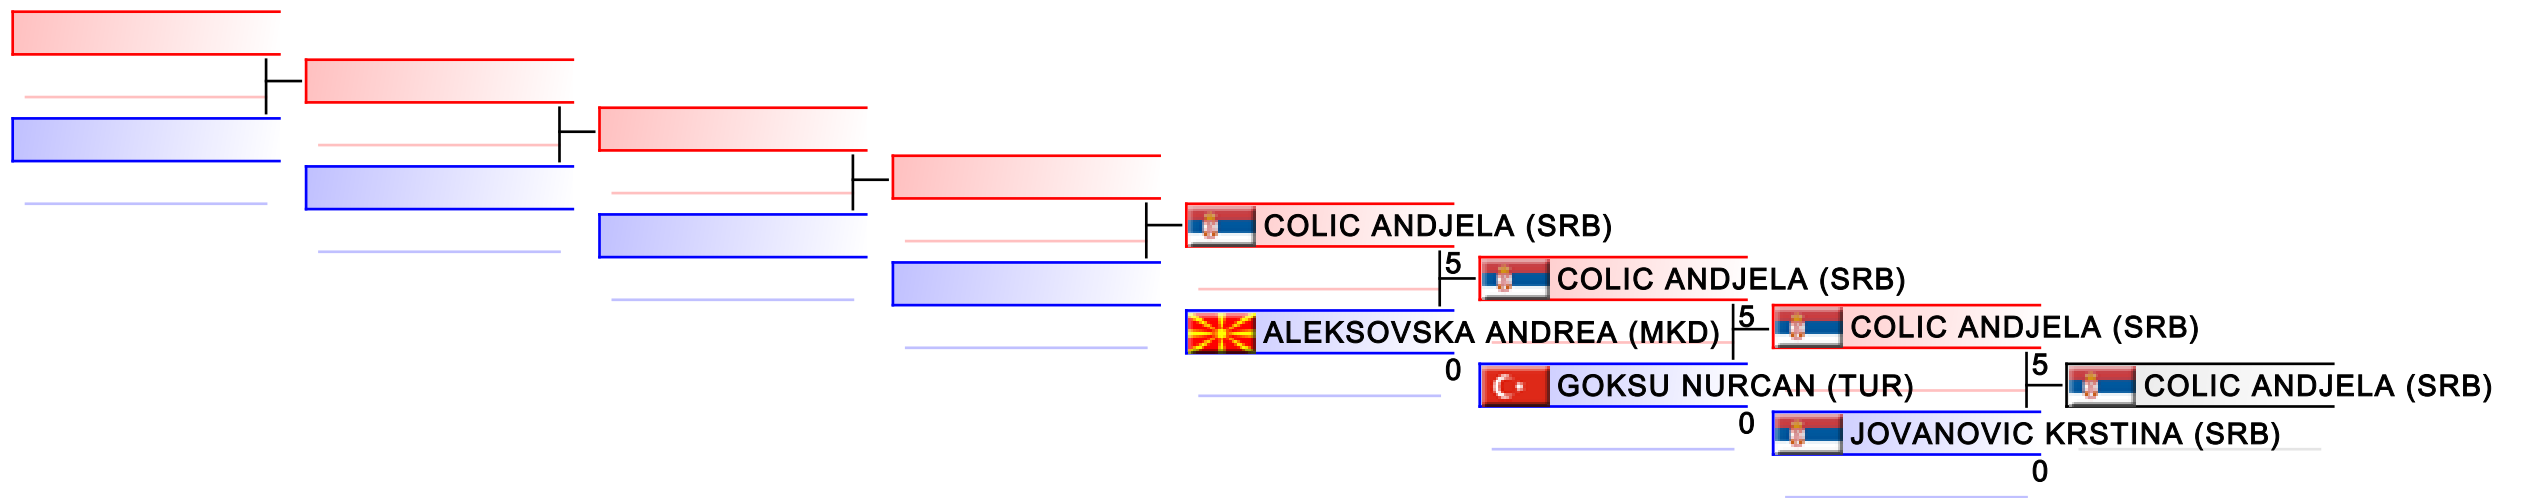 COLIC ANDJELA (SRB)
5
COLIC ANDJELA (SRB)
ALEKSOVSKA ANDREA (MKD)
5
COLIC ANDJELA (SRB)
0
GOKSU NURCAN (TUR)
5
COLIC ANDJELA (SRB)
0
JOVANOVIC KRSTINA (SRB)
0